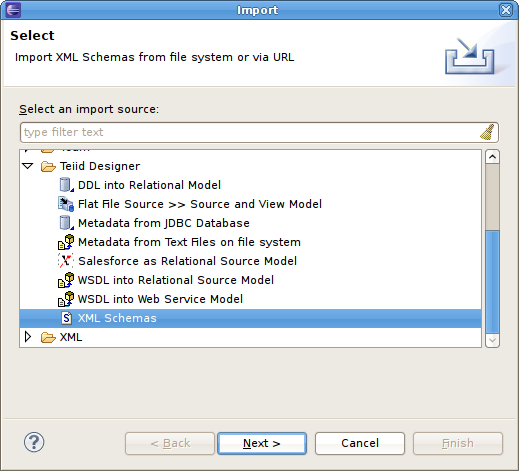 Import
Select
Import XML Schemas from file system or via URL
Select an import source:
type filter text
Team
Teiid Designer
DDL into Relational Model
Flat File Source >> Source and View Model
Metadata from JDBC Database
Metadata from Text Files on file system
Salesforce as Relational Source Model
WSDL into Relational Source Model
WSDL into Web Service Model
XML Schemas
XML
< Back Next > Cancel Finish